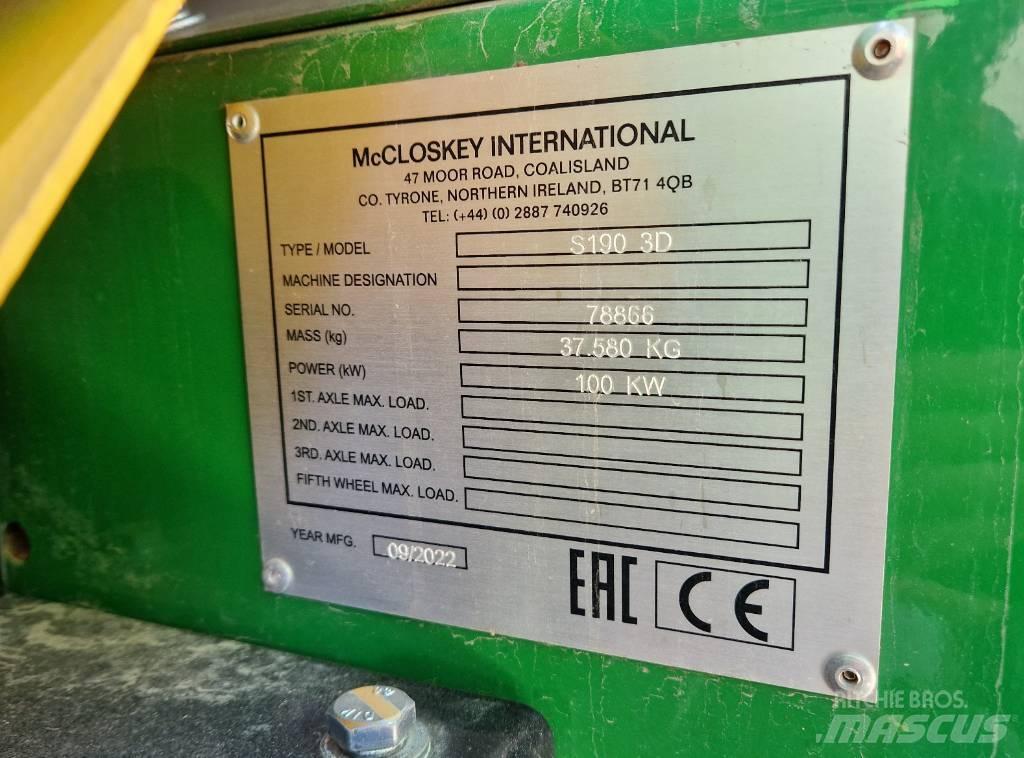 McCLOSKEY INTERNATIONAL
47 MOOR ROAD, COALISLAND
CO. TYRONE, NORTHERN IRELAND, BT71 4QB
TEL: (+44) (0) 2887 740926
TYPE / MODEL S190 3D
MACHINE DESIGNATION
SERIAL NO. 78866
MASS (kg) 37.580 KG
POWER (kW) 100 KW
1ST. AXLE MAX. LOAD.
2ND. AXLE MAX. LOAD.
3RD. AXLE MAX. LOAD.
FIFTH WHEEL MAX. LOAD.
YEAR MFG. 09/2022
EAC CE
RITCHIE BROS.
MASCUS